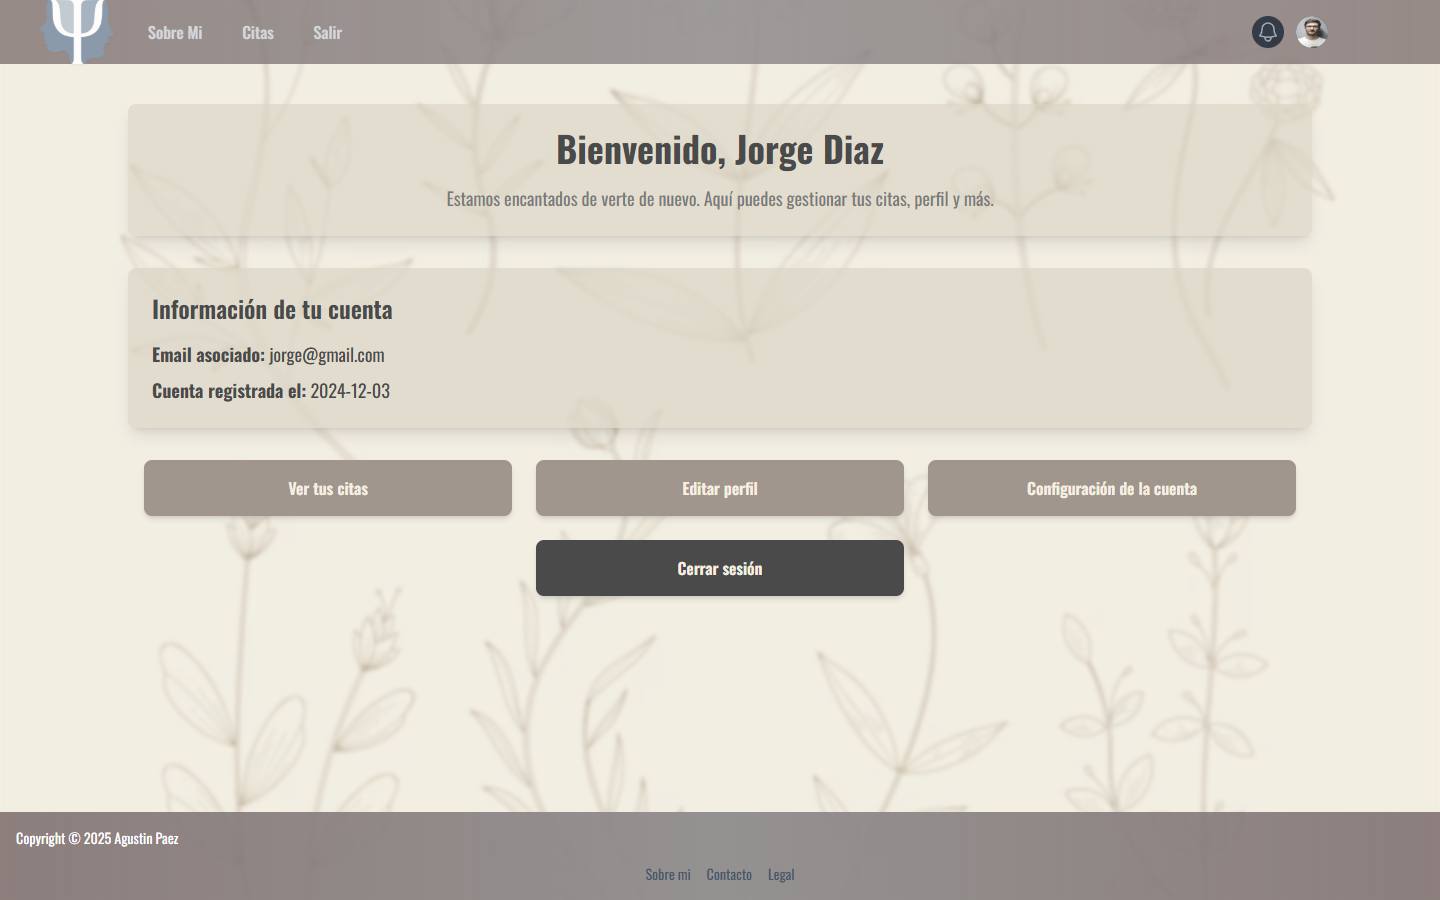 Sobre Mi Citas Salir
Bienvenido, Jorge Diaz
Estamos encantados de verte de nuevo. Aquí puedes gestionar tus citas, perfil y más.
Información de tu cuenta
Email asociado: jorge@gmail.com
Cuenta registrada el: 2024-12-03
Ver tus citas Editar perfil Configuración de la cuenta
Cerrar sesión
Copyright © 2025 Agustin Paez
Sobre mi Contacto Legal